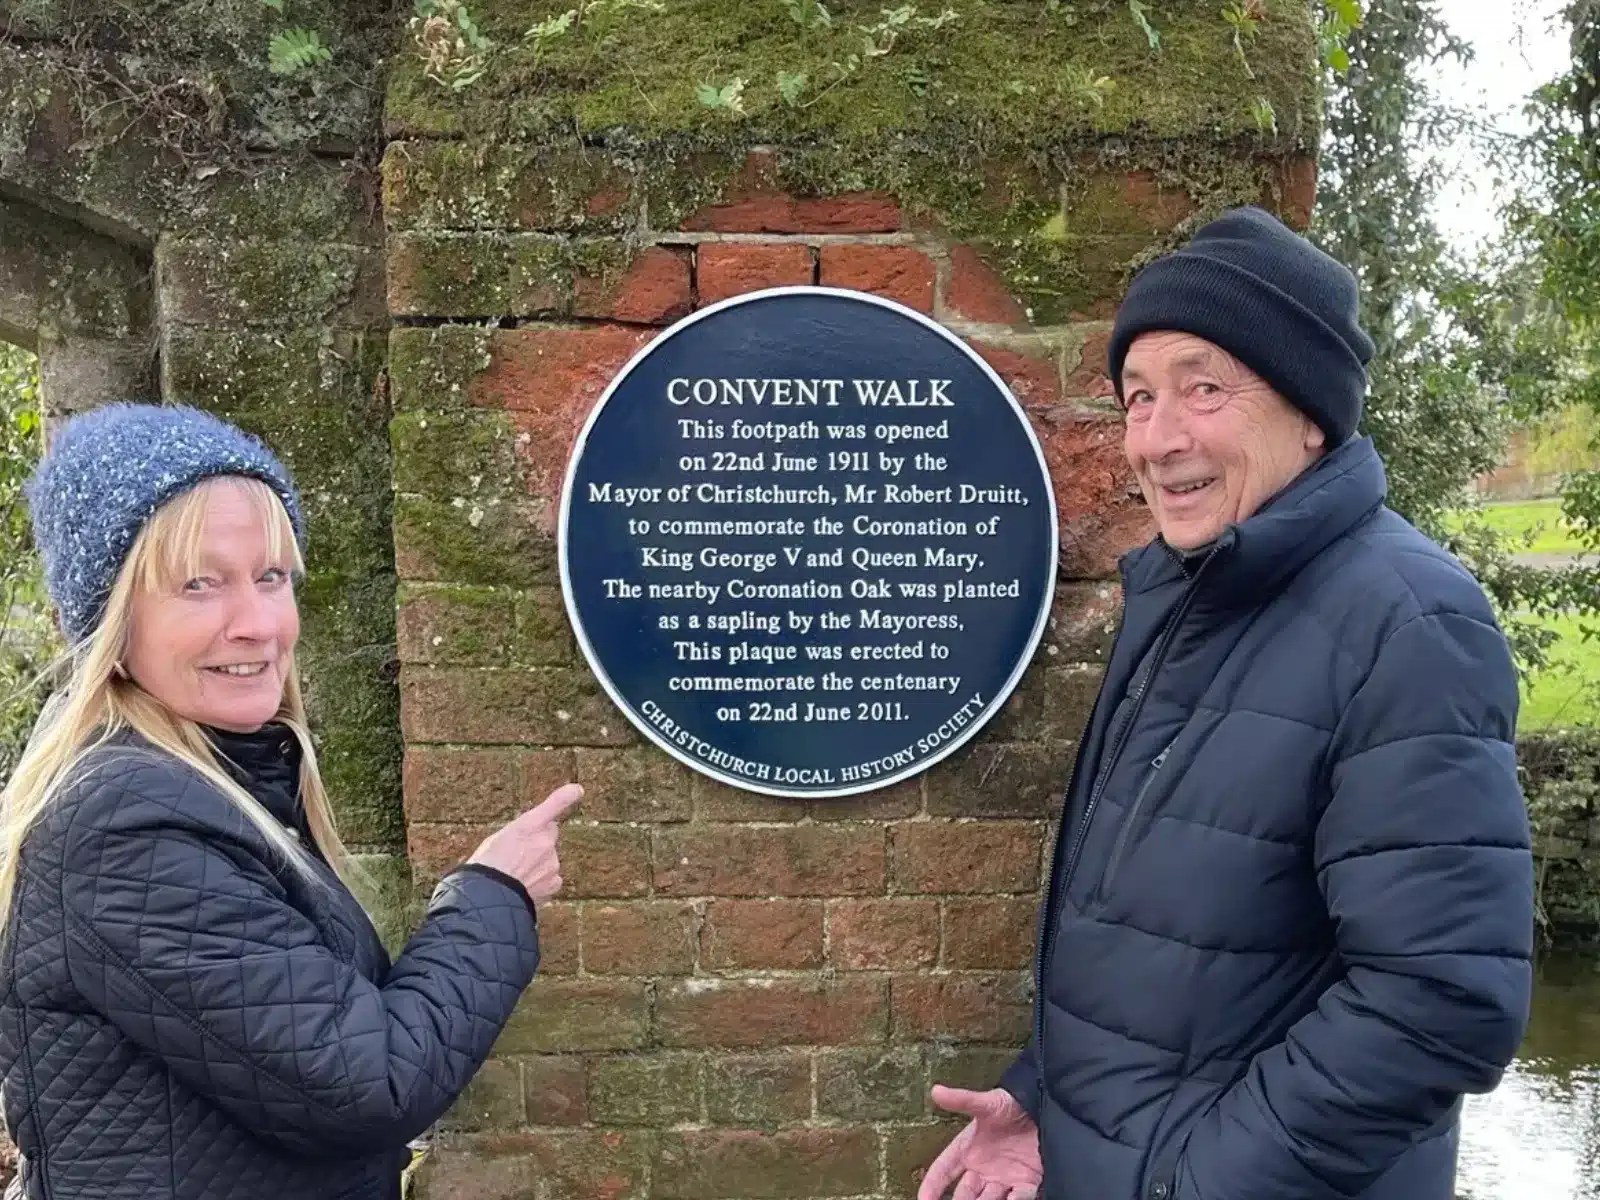 CONVENT WALK
This footpath was opened
on 22nd June 1911 by the
Mayor of Christchurch, Mr Robert Druitt,
to commemorate the Coronation of
King George V and Queen Mary.
The nearby Coronation Oak was planted
as a sapling by the Mayoress.
This plaque was erected to
commemorate the centenary
on 22nd June 2011.
CHRISTCHURCH LOCAL HISTORY SOCIETY